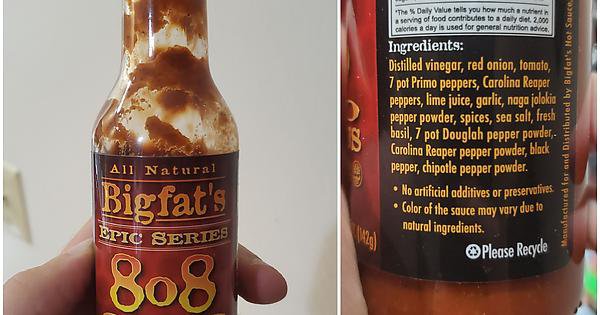 All Natural
Bigfat's
EPIC SERIES
808
*The % Daily Value tells you how much a nutrient in
a serving of food contributes to a daily diet. 2,000
calories a day is used for general nutrition advice.
Ingredients:
Distilled vinegar, red onion, tomato,
7 pot Primo peppers, Carolina Reaper
peppers, lime juice, garlic, naga jolokia
pepper powder, spices, sea salt, fresh
basil, 7 pot Douglah pepper powder,
Carolina Reaper pepper powder, black
pepper, chipotle pepper powder.
• No artificial additives or preservatives.
• Color of the sauce may vary due to
natural ingredients.
(142g)
Please Recycle
Manufactured for and Distributed by Bigfat's Hot Sauce,